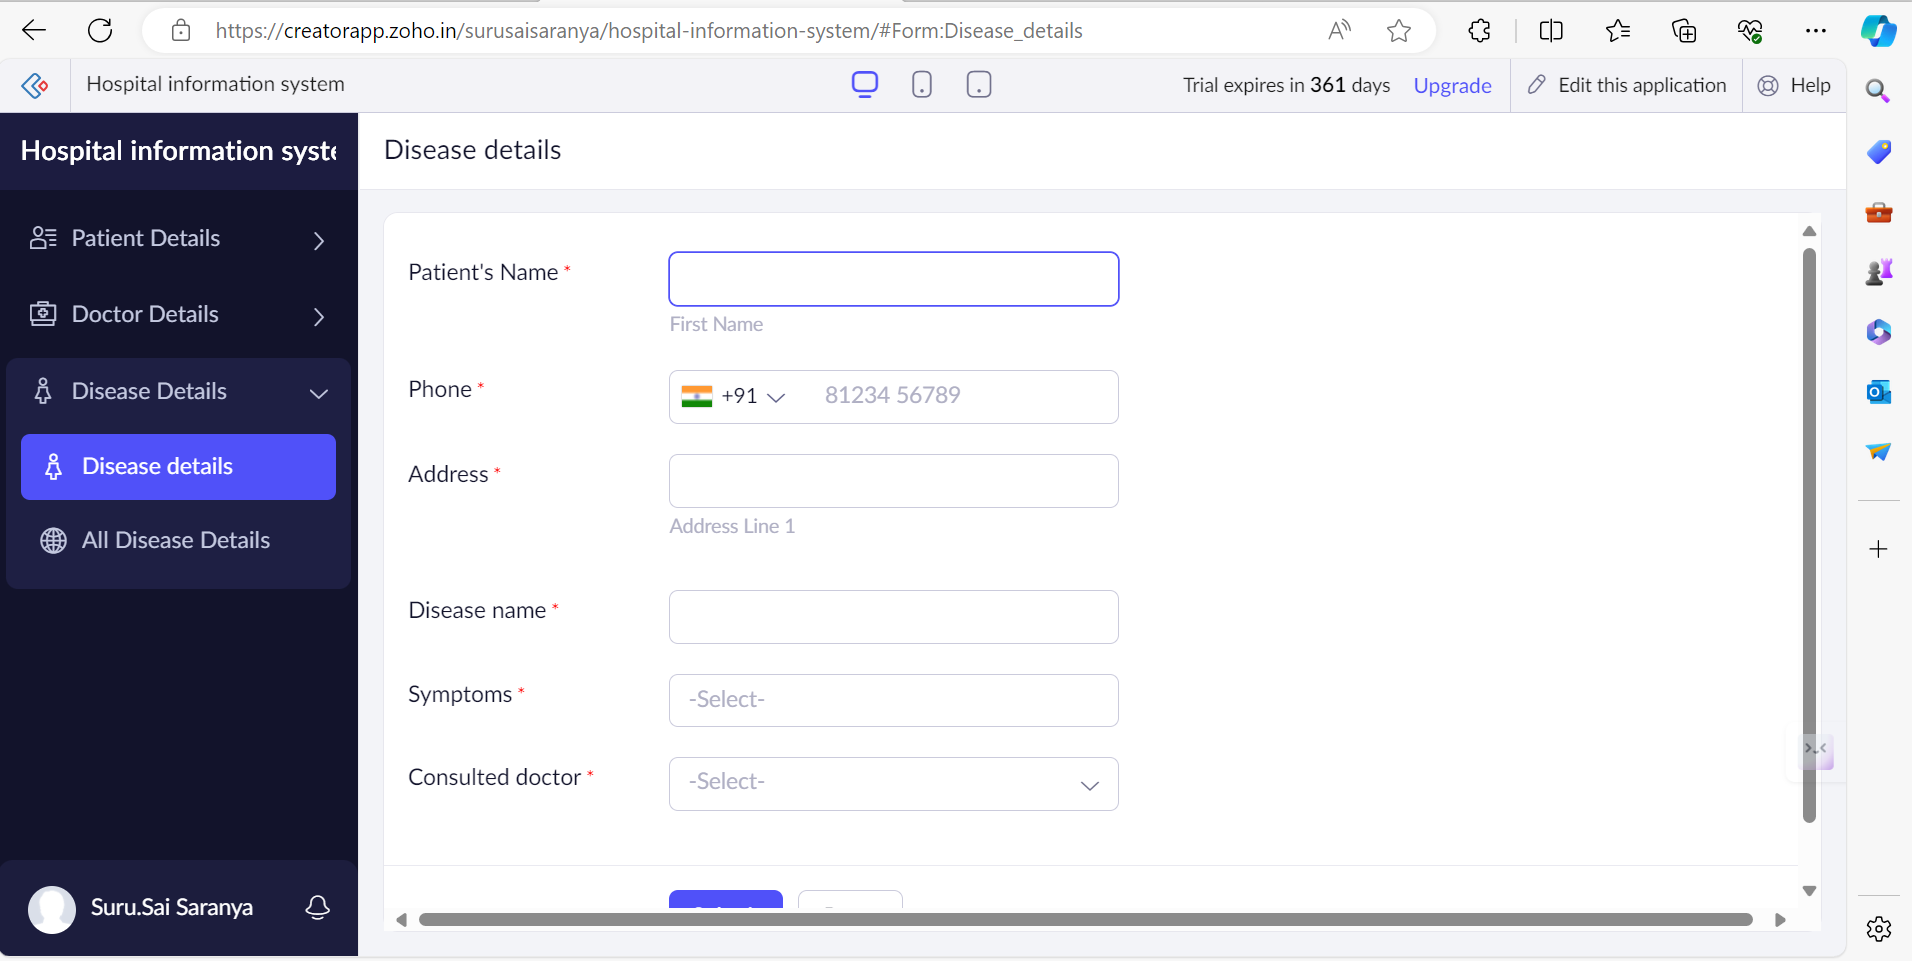 https://creatorapp.zoho.in/surusaisaranya/hospital-information-system/#Form:Disease_details
Hospital information system
Trial expires in 361 days
Upgrade
Edit this application
Help
Hospital information
Disease details
Patient Details
Doctor Details
Disease Details
Disease details
All Disease Details
Suru.Sai Saranya
Patient's Name *
First Name
Phone *
+91
81234 56789
Address *
Address Line 1
Disease name *
Symptoms *
-Select-
Consulted doctor *
-Select-